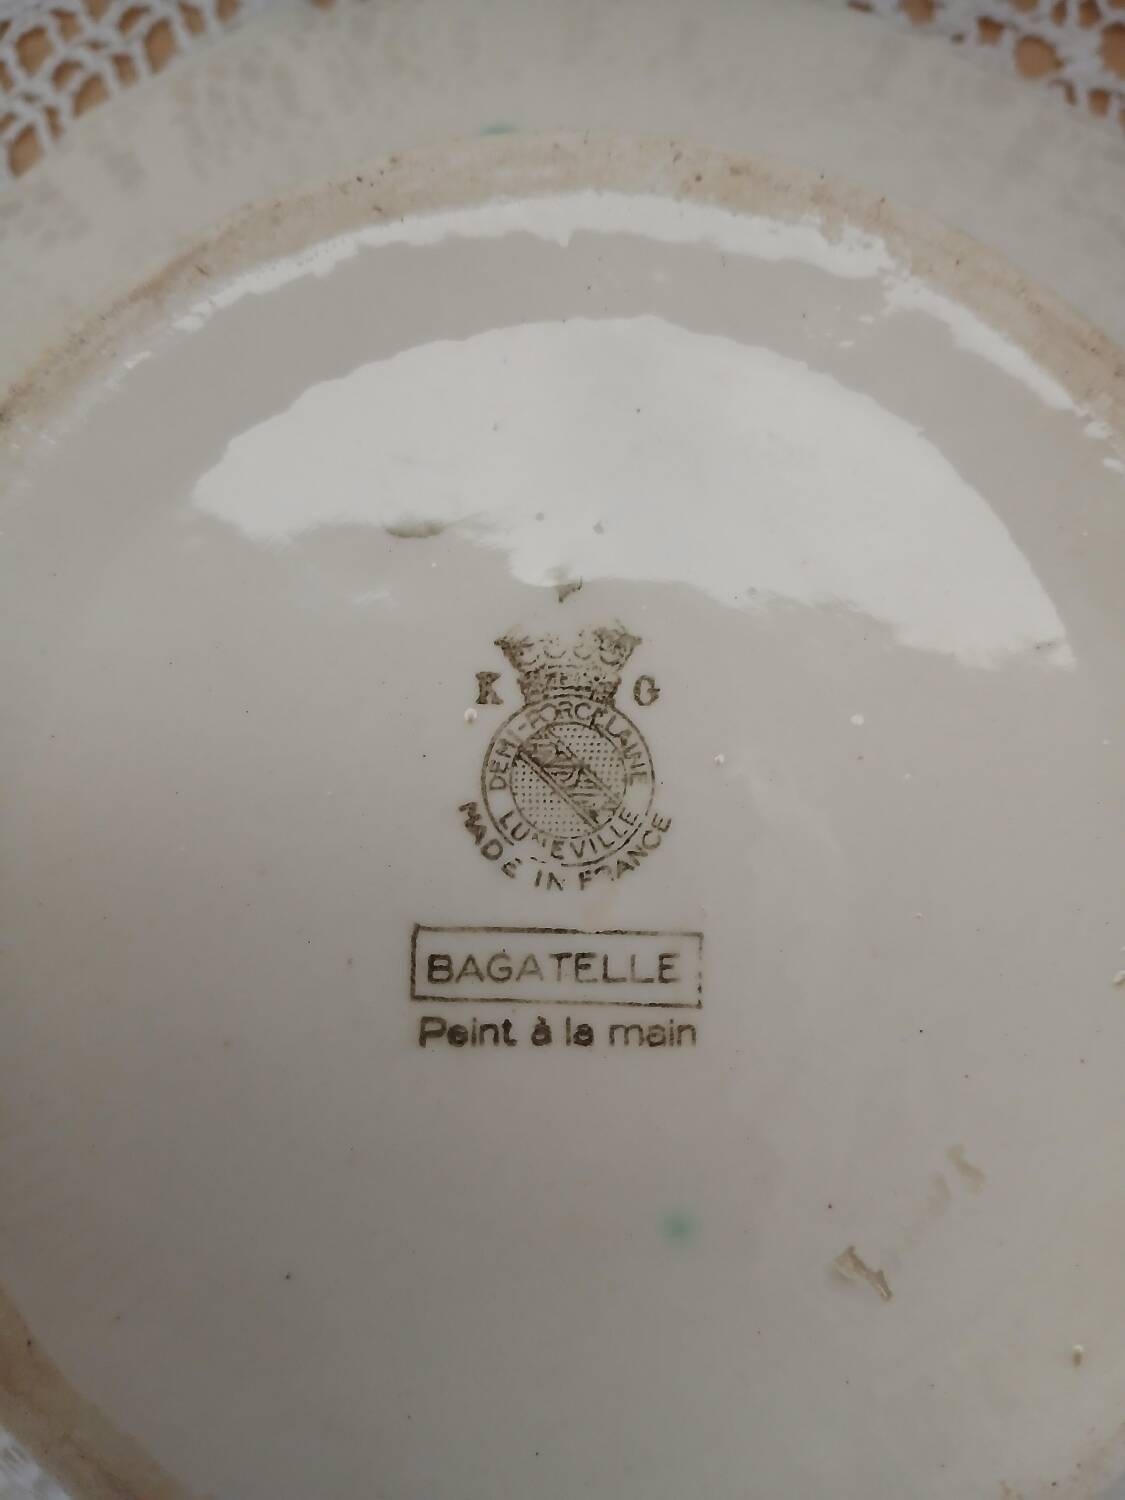 K G
DEMI-PORCELAINE
LUNEVILLE
MADE IN FRANCE
BAGATELLE
Peint à la main